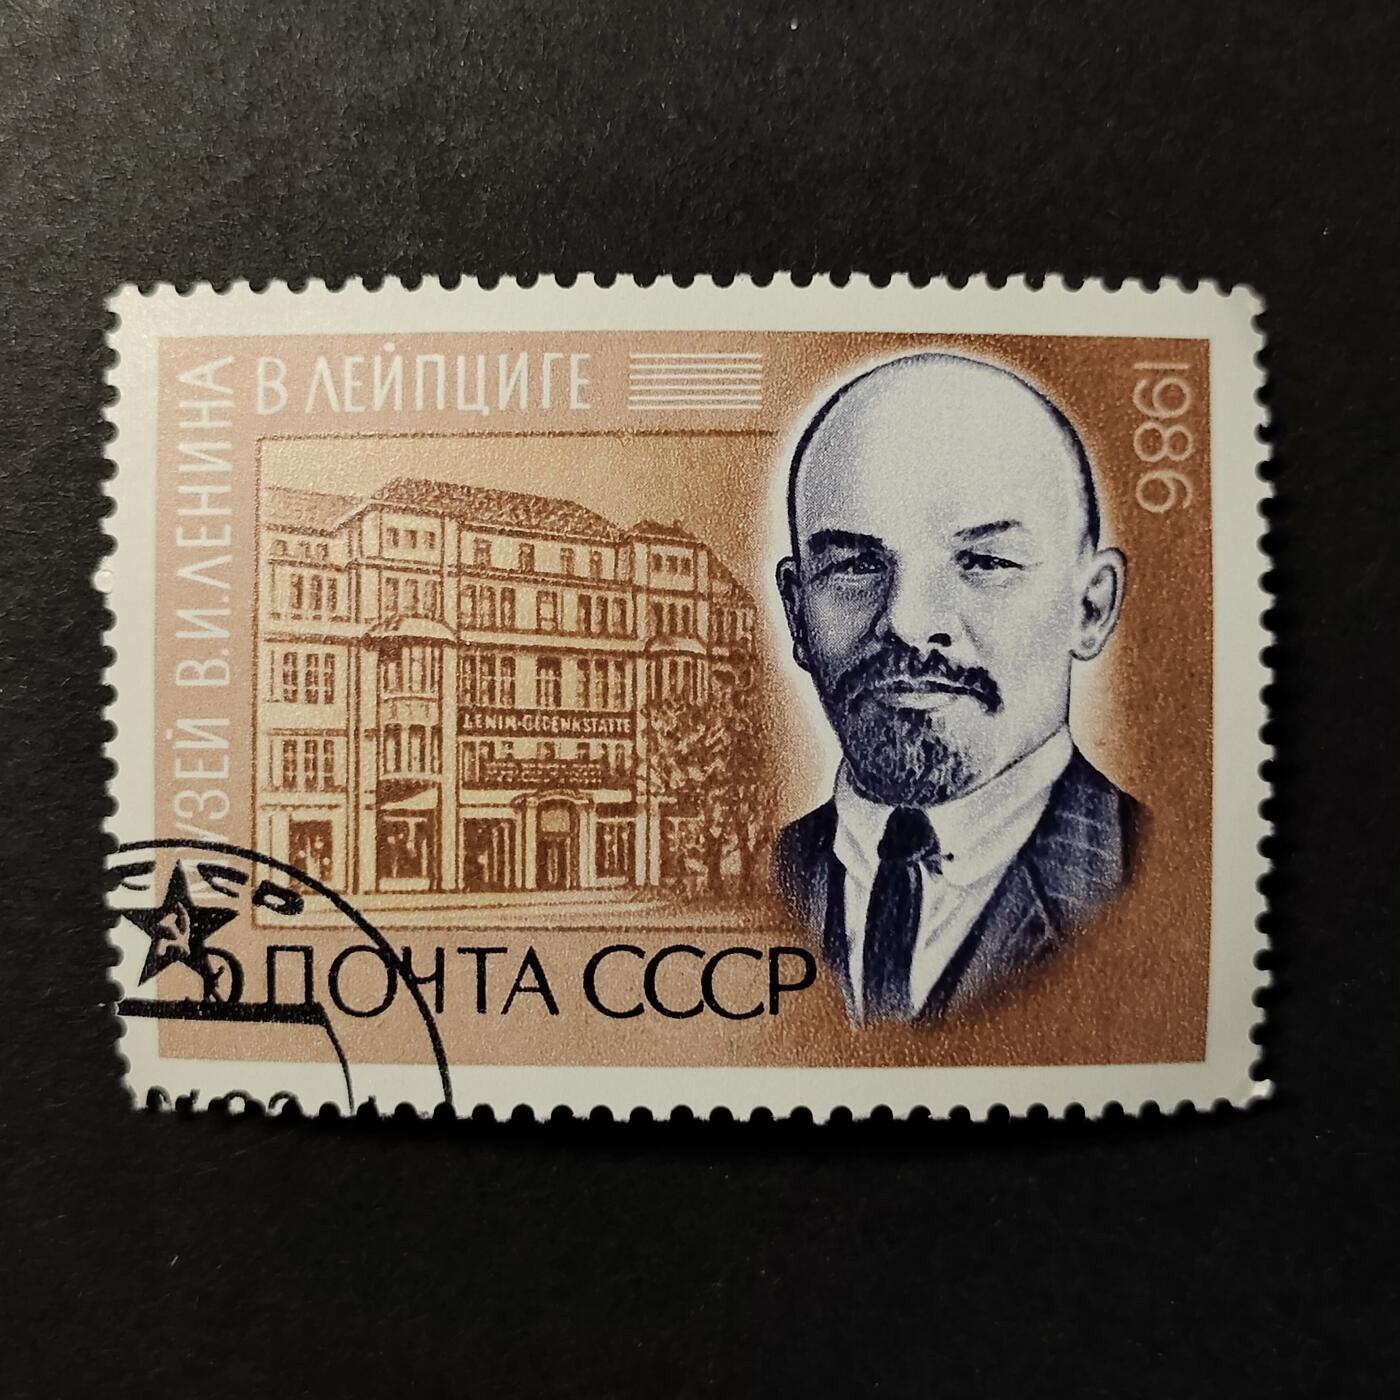 МУЗЕЙ В.И.ЛЕНИНА
В ЛЕЙПЦИГЕ
1986
LENIN-GEDENKSTÄTTE
ПОЧТА СССР